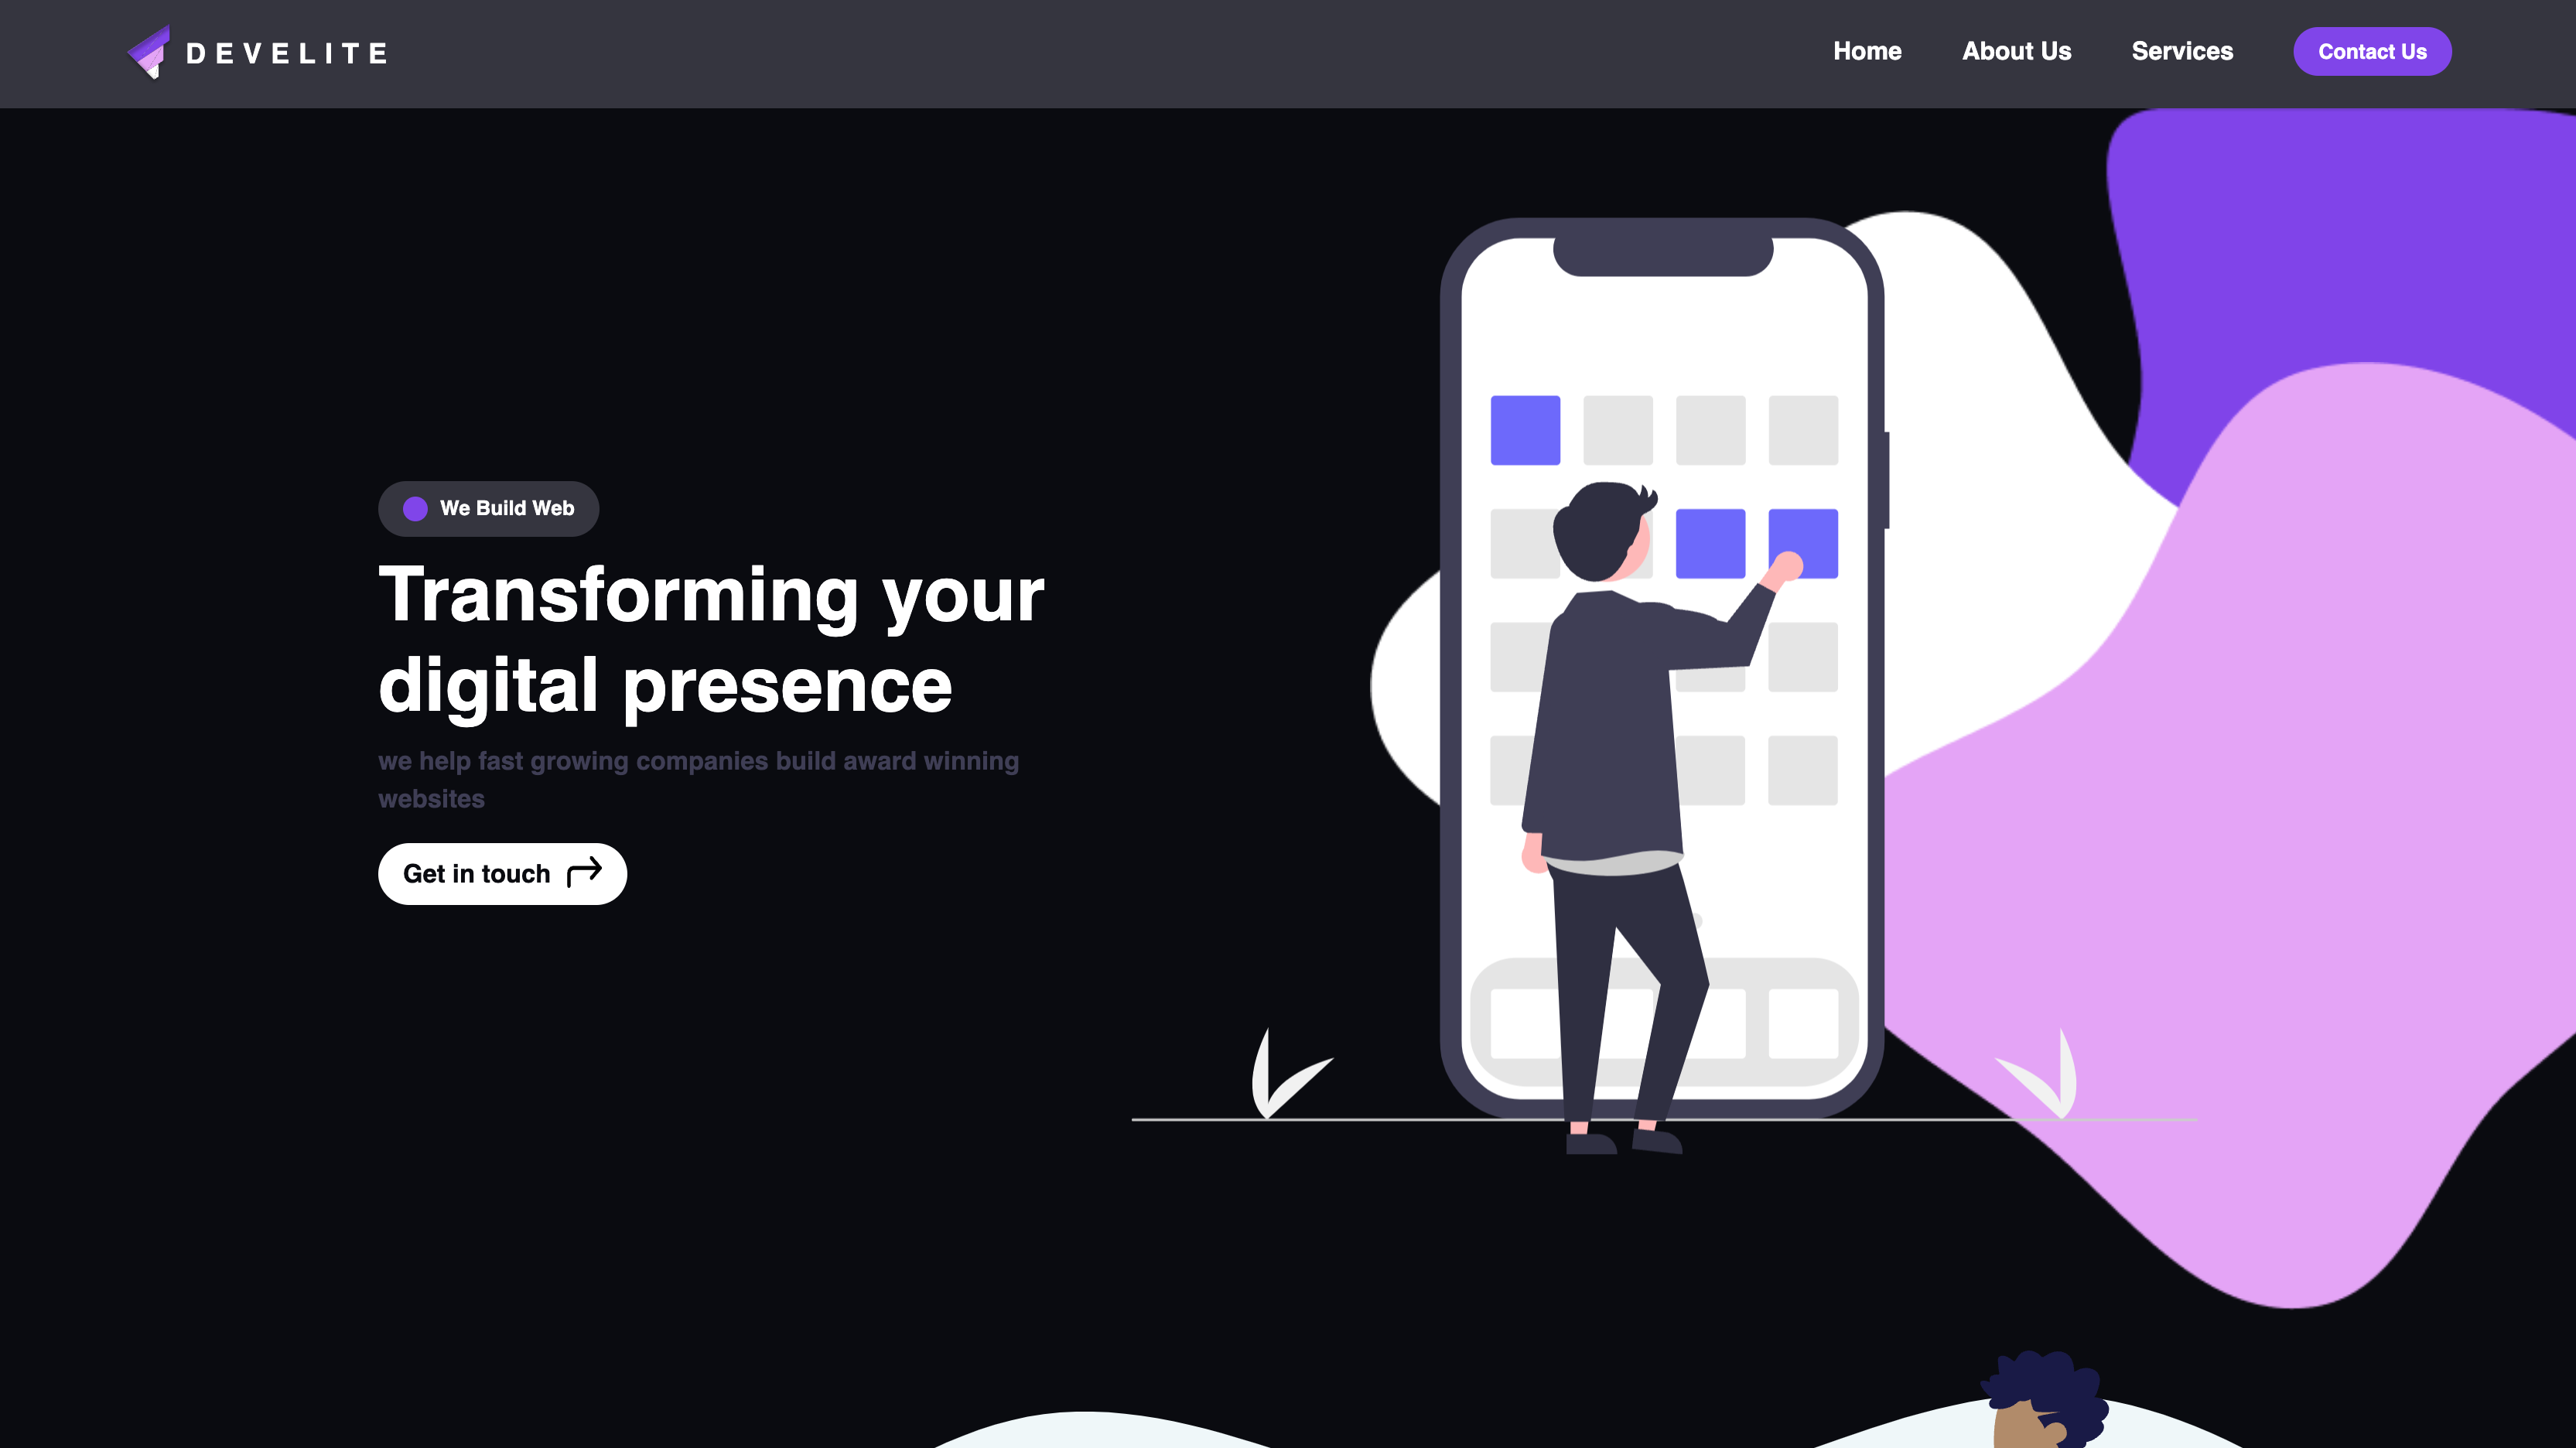 DEVELITE
Home About Us Services Contact Us
We Build Web
Transforming your
digital presence
we help fast growing companies build award winning
websites
Get in touch